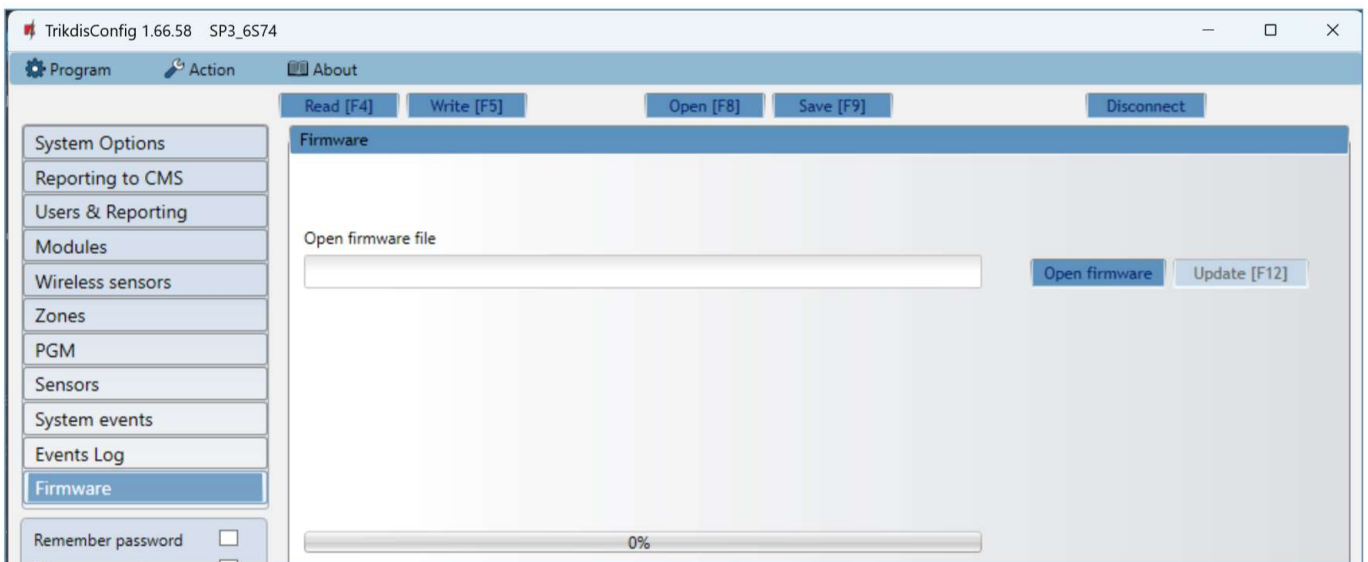 TrikdisConfig 1.66.58 SP3_6S74
Program Action About
Read [F4] Write [F5] Open [F8] Save [F9] Disconnect
System Options
Firmware
Reporting to CMS
Users & Reporting
Modules
Wireless sensors
Zones
PGM
Sensors
System events
Events Log
Firmware
Remember password
Open firmware file
Open firmware Update [F12]
0%